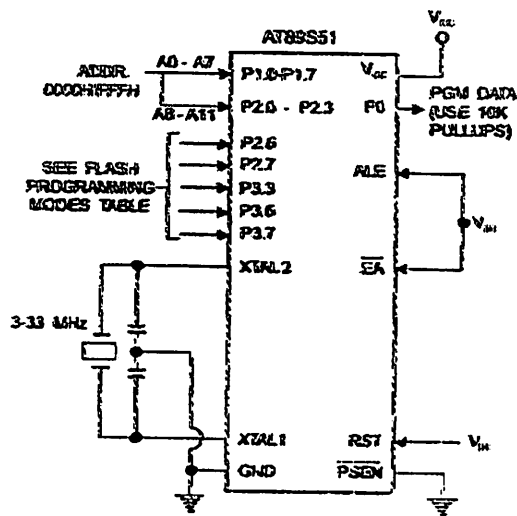 AT89S51
VCC
A0 - A7
ADDR.
0000H/FFFH
P1.0-P1.7
VCC
A8 - A11
P2.0 - P2.3
P0
PGM DATA
(USE 10K
PULLUPS)
P2.6
P2.7
ALE
SEE FLASH
PROGRAMMING
MODES TABLE
P3.3
P3.6
VIH
P3.7
XTAL2
EA
3-33 MHz
XTAL1
RST
VIH
GND
PSEN